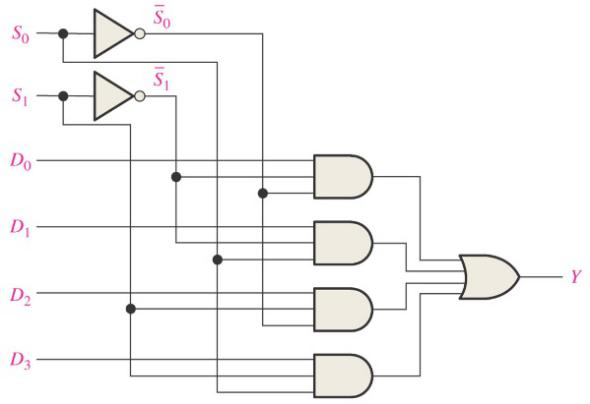 S₀ S̄₀
S₁ S̄₁
D₀
D₁
D₂
Y
D₃